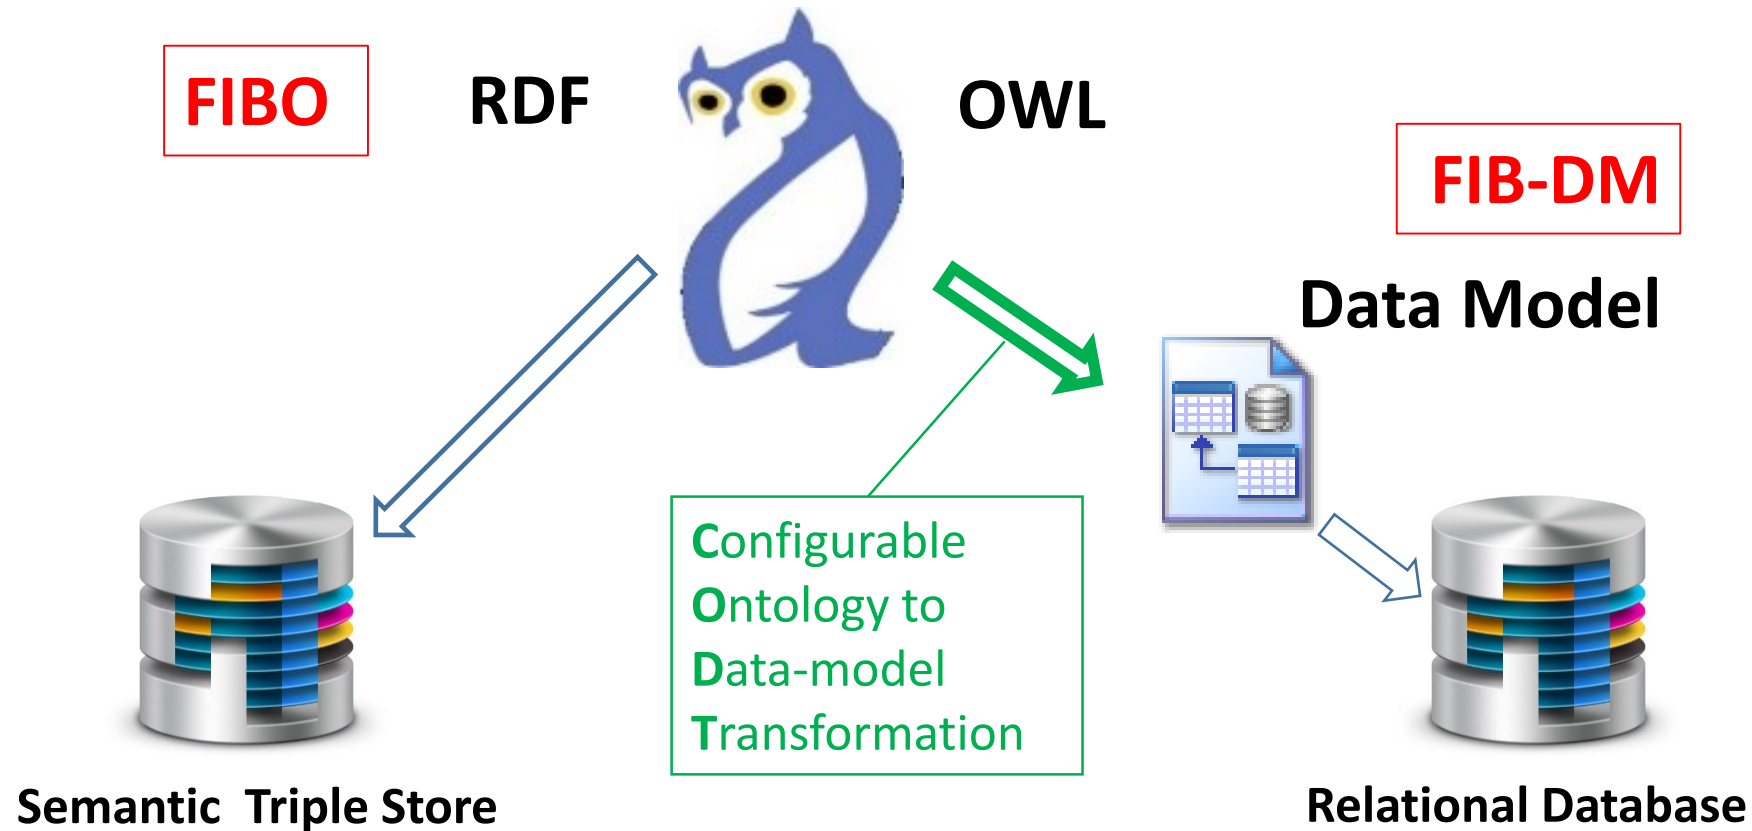 FIBO
RDF
OWL
FIB-DM
Data Model
Configurable
Ontology to
Data-model
Transformation
Semantic Triple Store
Relational Database